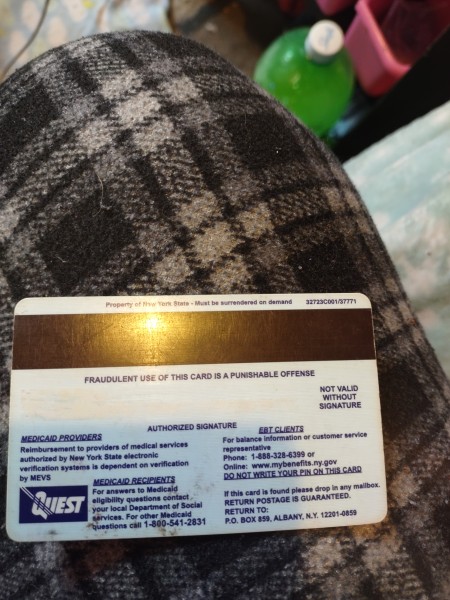 Property of New York State - Must be surrendered on demand 32723C001/37771
FRAUDULENT USE OF THIS CARD IS A PUNISHABLE OFFENSE
NOT VALID
WITHOUT
SIGNATURE
AUTHORIZED SIGNATURE
MEDICAID PROVIDERS
Reimbursement to providers of medical services
authorized by New York State electronic
verification systems is dependent on verification
by MEVS
QUEST
MEDICAID RECIPIENTS
For answers to Medicaid
eligibility questions contact
your local Department of Social
services. For other Medicaid
questions call 1-800-541-2831
EBT CLIENTS
For balance information or customer service
representative
Phone: 1-888-328-6399 or
Online: www.mybenefits.ny.gov
DO NOT WRITE YOUR PIN ON THIS CARD
If this card is found please drop in any mailbox.
RETURN POSTAGE IS GUARANTEED.
RETURN TO:
P.O. BOX 859, ALBANY, N.Y. 12201-0859